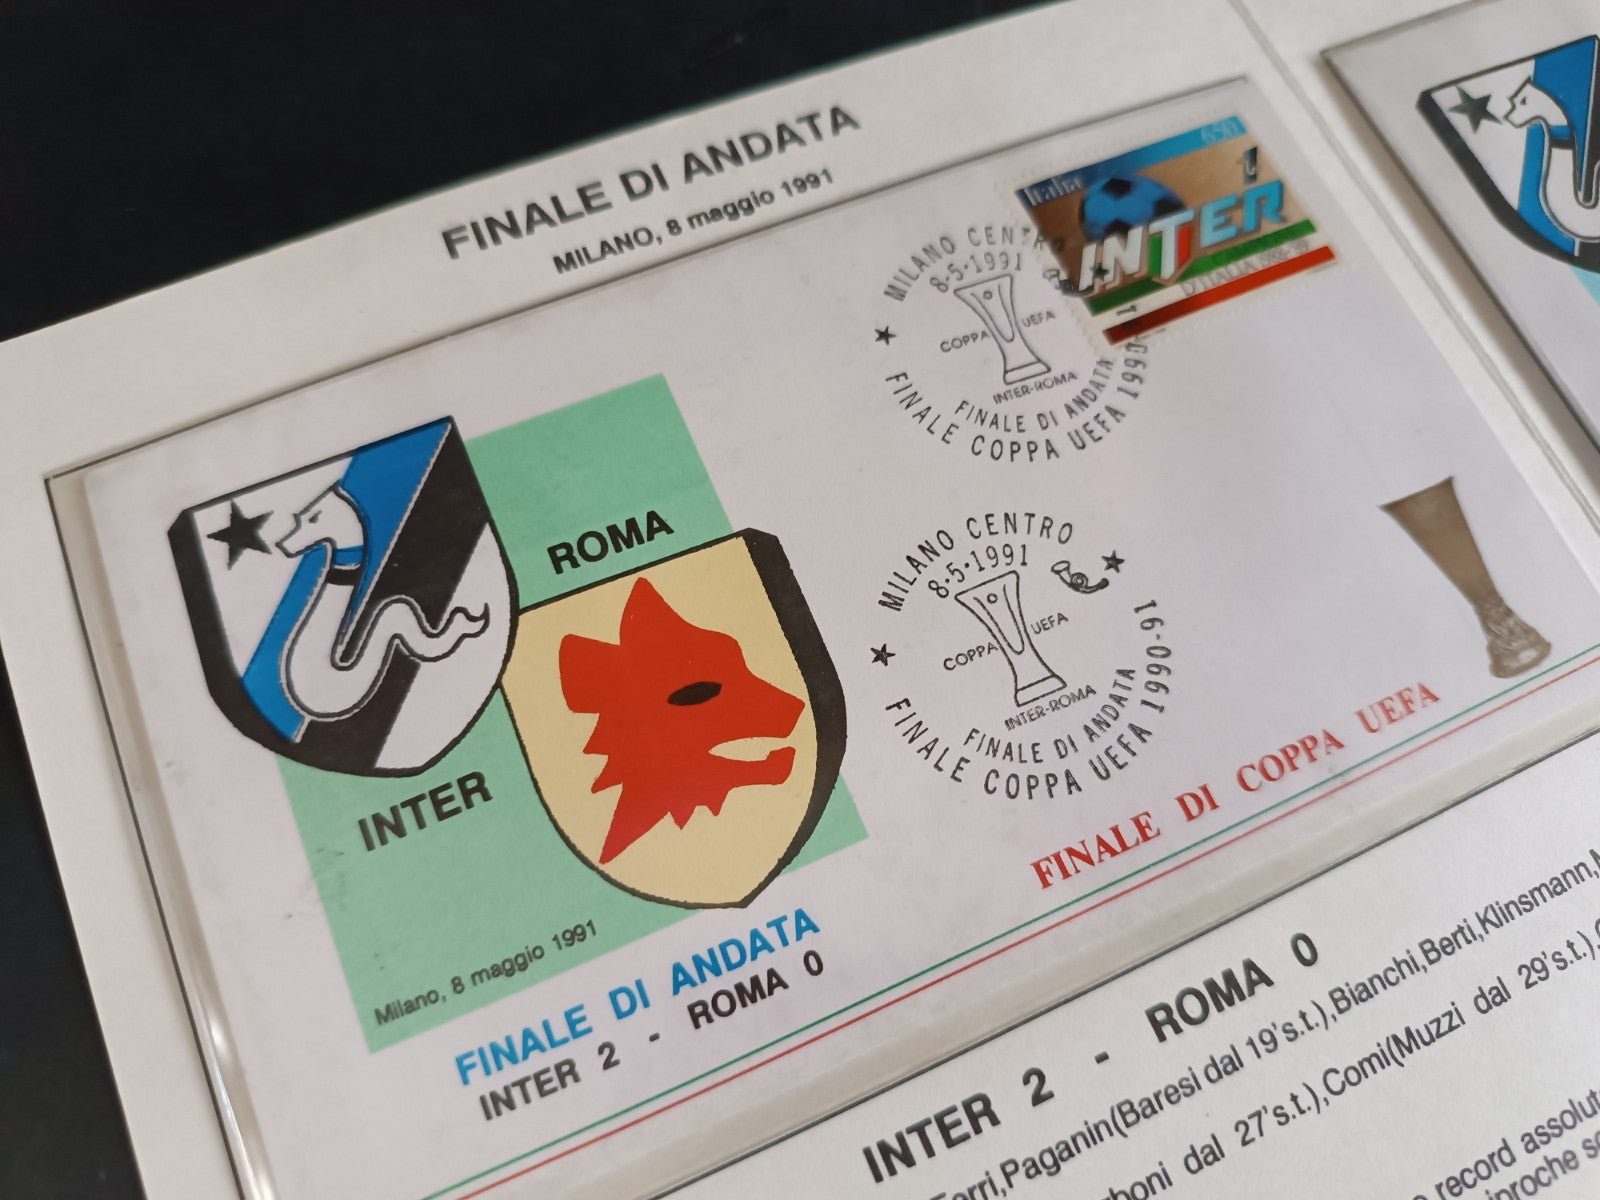 FINALE DI ANDATA
MILANO, 8 maggio 1991
Italia 650
INTER
D'ITALIA 1988-'89
MILANO CENTRO
8-5-1991
COPPA UEFA
INTER-ROMA
FINALE DI ANDATA
FINALE COPPA UEFA 1990
ROMA
INTER
Milano, 8 maggio 1991
FINALE DI ANDATA
INTER 2 - ROMA 0
MILANO CENTRO
8-5-1991
COPPA UEFA
INTER-ROMA
FINALE DI ANDATA
FINALE COPPA UEFA 1990-91
FINALE DI COPPA UEFA
INTER 2 - ROMA 0
Paganin(Baresi dal 19's.t.),Bianchi,Berti,Klinsmann,
dal 27's.t.),Comi(Muzzi dal 29's.t.),
record